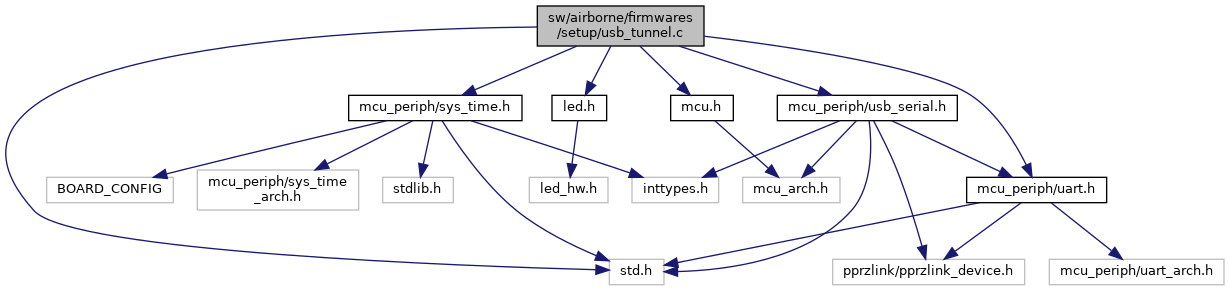 sw/airborne/firmwares
/setup/usb_tunnel.c
mcu_periph/sys_time.h
led.h
mcu.h
mcu_periph/usb_serial.h
BOARD_CONFIG
mcu_periph/sys_time
_arch.h
stdlib.h
led_hw.h
inttypes.h
mcu_arch.h
mcu_periph/uart.h
std.h
pprzlink/pprzlink_device.h
mcu_periph/uart_arch.h